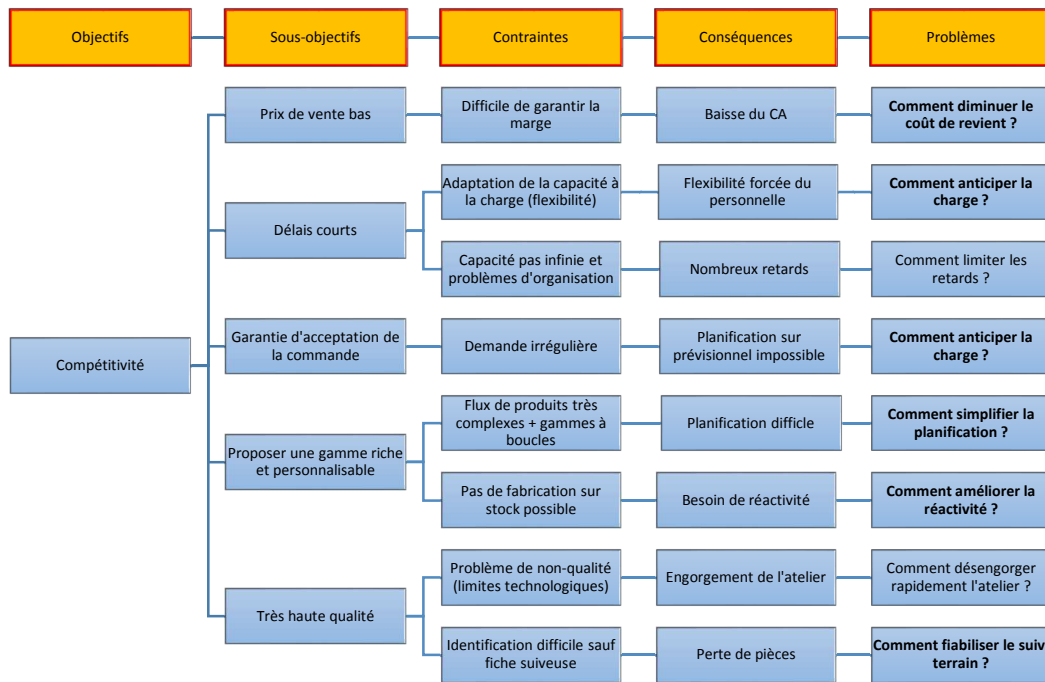 Objectifs
Sous-objectifs
Contraintes
Conséquences
Problèmes
Compétitivité
Prix de vente bas
Difficile de garantir la
marge
Baisse du CA
Comment diminuer le
coût de revient ?
Délais courts
Adaptation de la capacité à
la charge (flexibilité)
Flexibilité forcée du
personnelle
Comment anticiper la
charge ?
Capacité pas infinie et
problèmes d'organisation
Nombreux retards
Comment limiter les
retards ?
Garantie d'acceptation de
la commande
Demande irrégulière
Planification sur
prévisionnel impossible
Comment anticiper la
charge ?
Proposer une gamme riche
et personnalisable
Flux de produits très
complexes + gammes à
boucles
Planification difficile
Comment simplifier la
planification ?
Pas de fabrication sur
stock possible
Besoin de réactivité
Comment améliorer la
réactivité ?
Très haute qualité
Problème de non-qualité
(limites technologiques)
Engorgement de l'atelier
Comment désengorger
rapidement l'atelier ?
Identification difficile sauf
fiche suiveuse
Perte de pièces
Comment fiabiliser le suivi
terrain ?